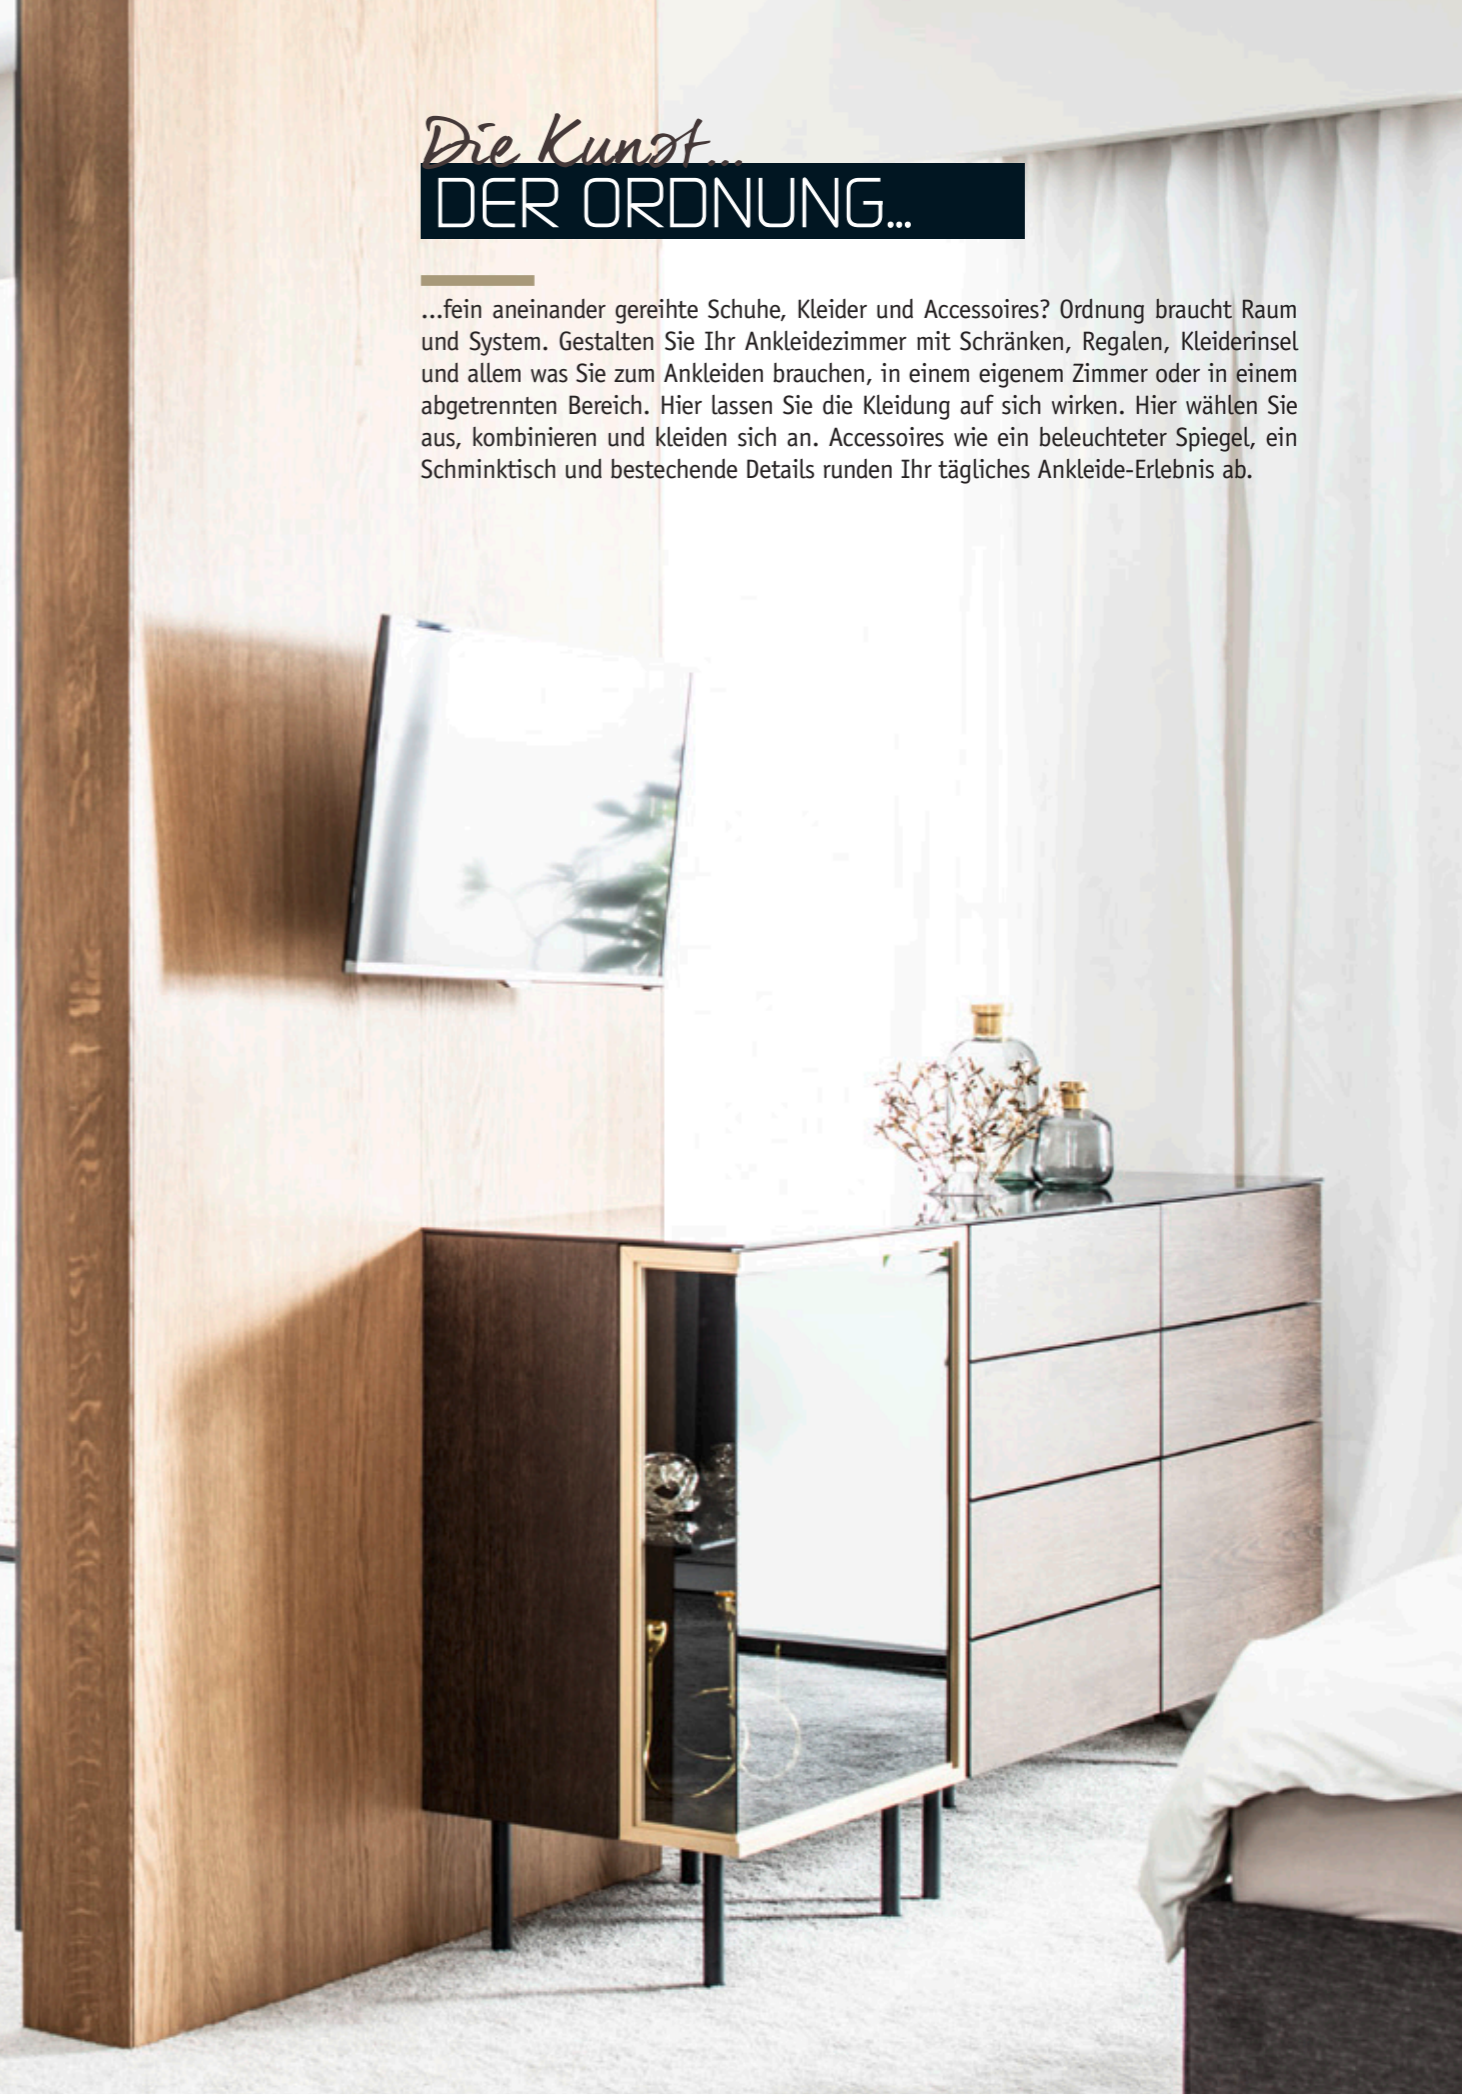 Die Kunst...
DER ORDNUNG...
...fein aneinander gereihte Schuhe, Kleider und Accessoires? Ordnung braucht Raum
und System. Gestalten Sie Ihr Ankleidezimmer mit Schränken, Regalen, Kleiderinsel
und allem was Sie zum Ankleiden brauchen, in einem eigenem Zimmer oder in einem
abgetrennten Bereich. Hier lassen Sie die Kleidung auf sich wirken. Hier wählen Sie
aus, kombinieren und kleiden sich an. Accessoires wie ein beleuchteter Spiegel, ein
Schminktisch und bestechende Details runden Ihr tägliches Ankleide-Erlebnis ab.